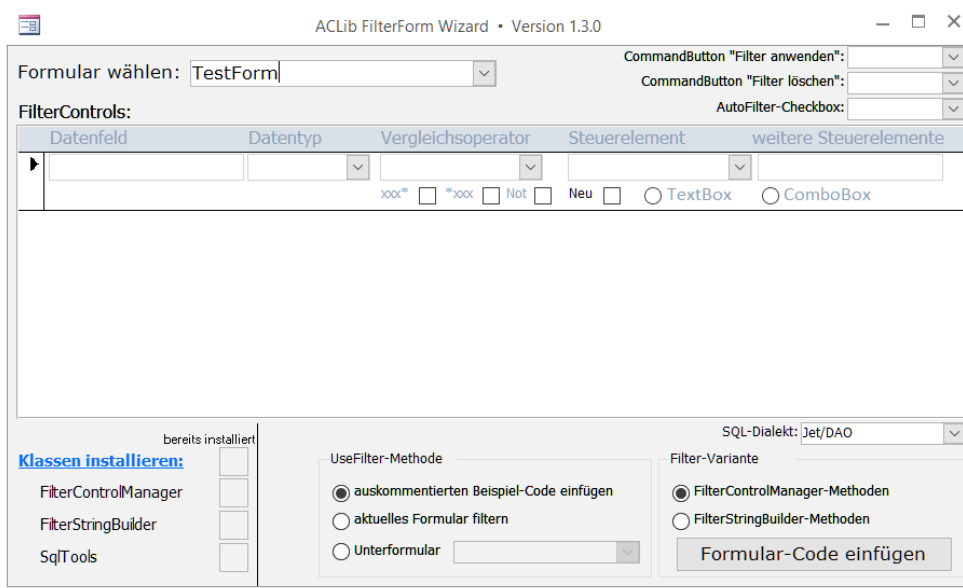 ACLib FilterForm Wizard ▪ Version 1.3.0
Formular wählen: TestForm
CommandButton "Filter anwenden":
CommandButton "Filter löschen":
AutoFilter-Checkbox:
FilterControls:
Datenfeld Datentyp Vergleichsoperator Steuerelement weitere Steuerelemente
xxx* *xxx Not Neu TextBox ComboBox
SQL-Dialekt: Jet/DAO
bereits installiert
Klassen installieren:
FilterControlManager
FilterStringBuilder
SqlTools
UseFilter-Methode
auskommentierten Beispiel-Code einfügen
aktuelles Formular filtern
Unterformular
Filter-Variante
FilterControlManager-Methoden
FilterStringBuilder-Methoden
Formular-Code einfügen